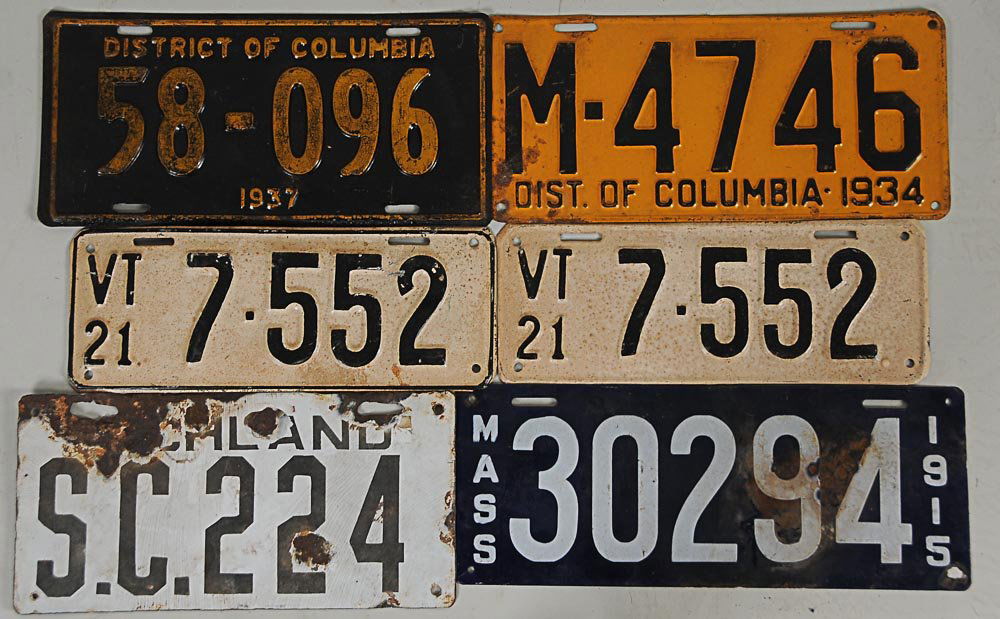 DISTRICT OF COLUMBIA
58-096
1937
M·4746
DIST. OF COLUMBIA·1934
VT 21 7·552
VT 21 7·552
CHLAND
S.C.224
MASS 30294 1915